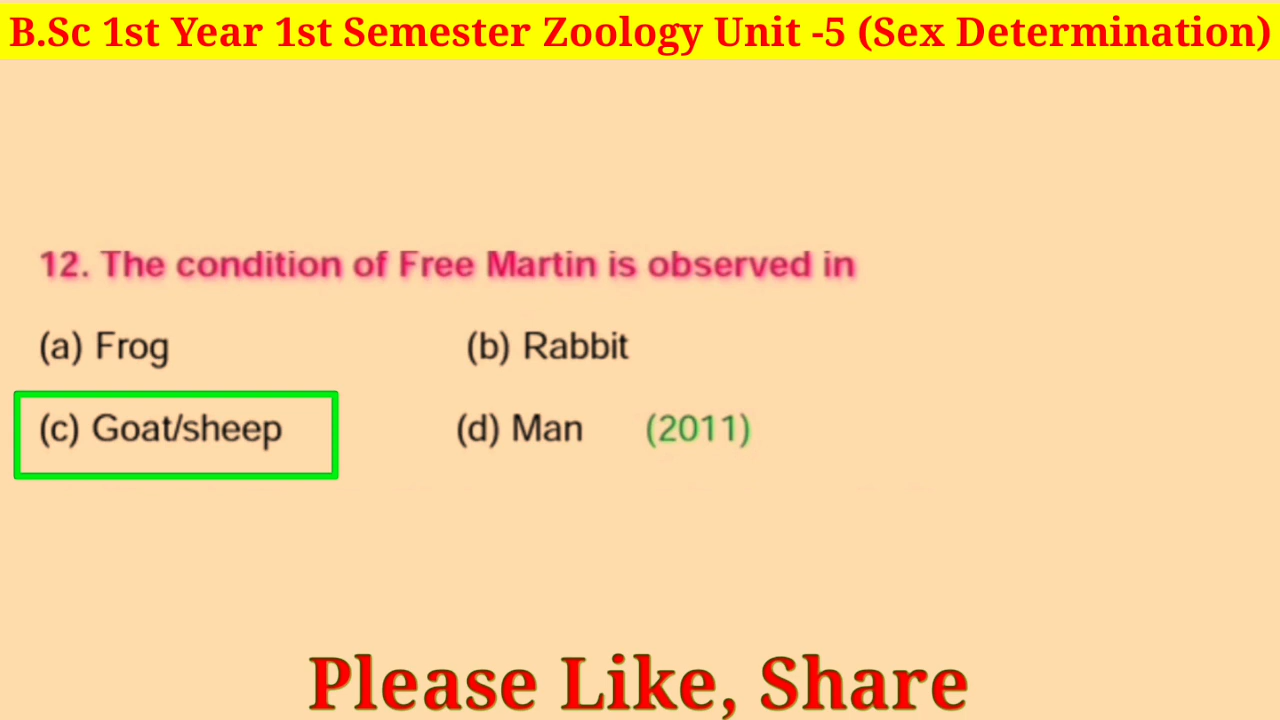 B.Sc 1st Year 1st Semester Zoology Unit -5 (Sex Determination)
12. The condition of Free Martin is observed in
(a) Frog (b) Rabbit
(c) Goat/sheep (d) Man (2011)
Please Like, Share